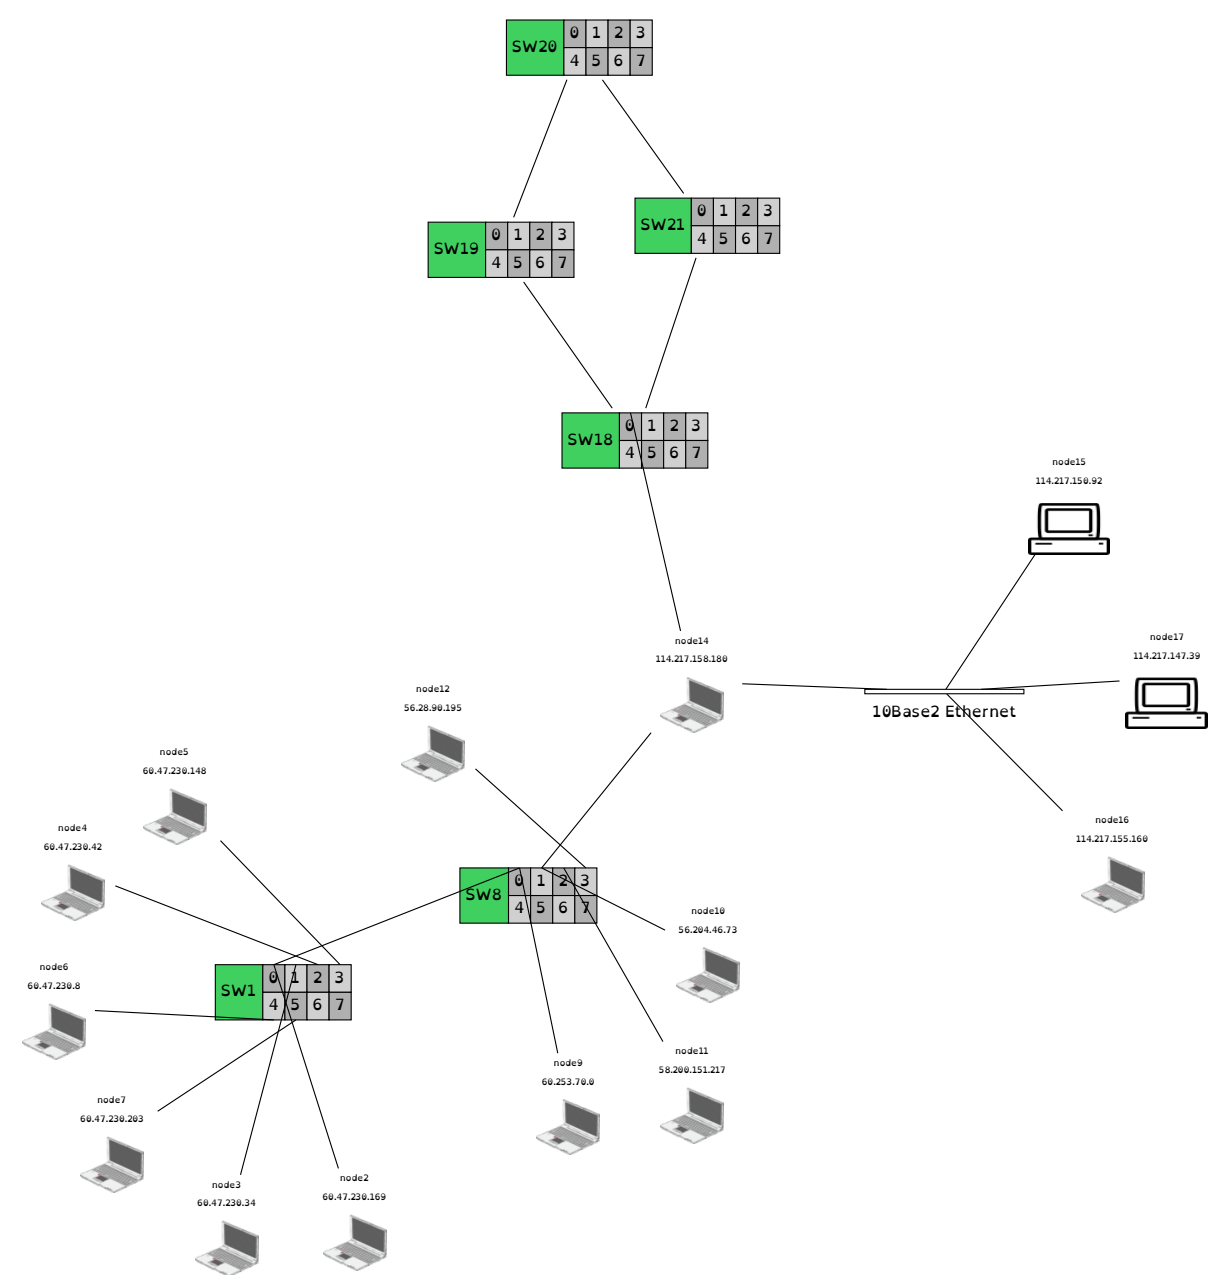 SW20 0 1 2 3
4 5 6 7
SW21 0 1 2 3
4 5 6 7
SW19 0 1 2 3
4 5 6 7
SW18 0 1 2 3
4 5 6 7
node15
114.217.150.92
node17
114.217.147.39
node14
114.217.158.180
10Base2 Ethernet
node12
56.28.90.195
node5
60.47.230.148
node16
114.217.155.160
node4
60.47.230.42
SW8 0 1 2 3
4 5 6 7
node10
56.204.46.73
node6
60.47.230.8
SW1 0 1 2 3
4 5 6 7
node11
58.200.151.217
node9
60.253.70.0
node7
60.47.230.203
node2
60.47.230.169
node3
60.47.230.34